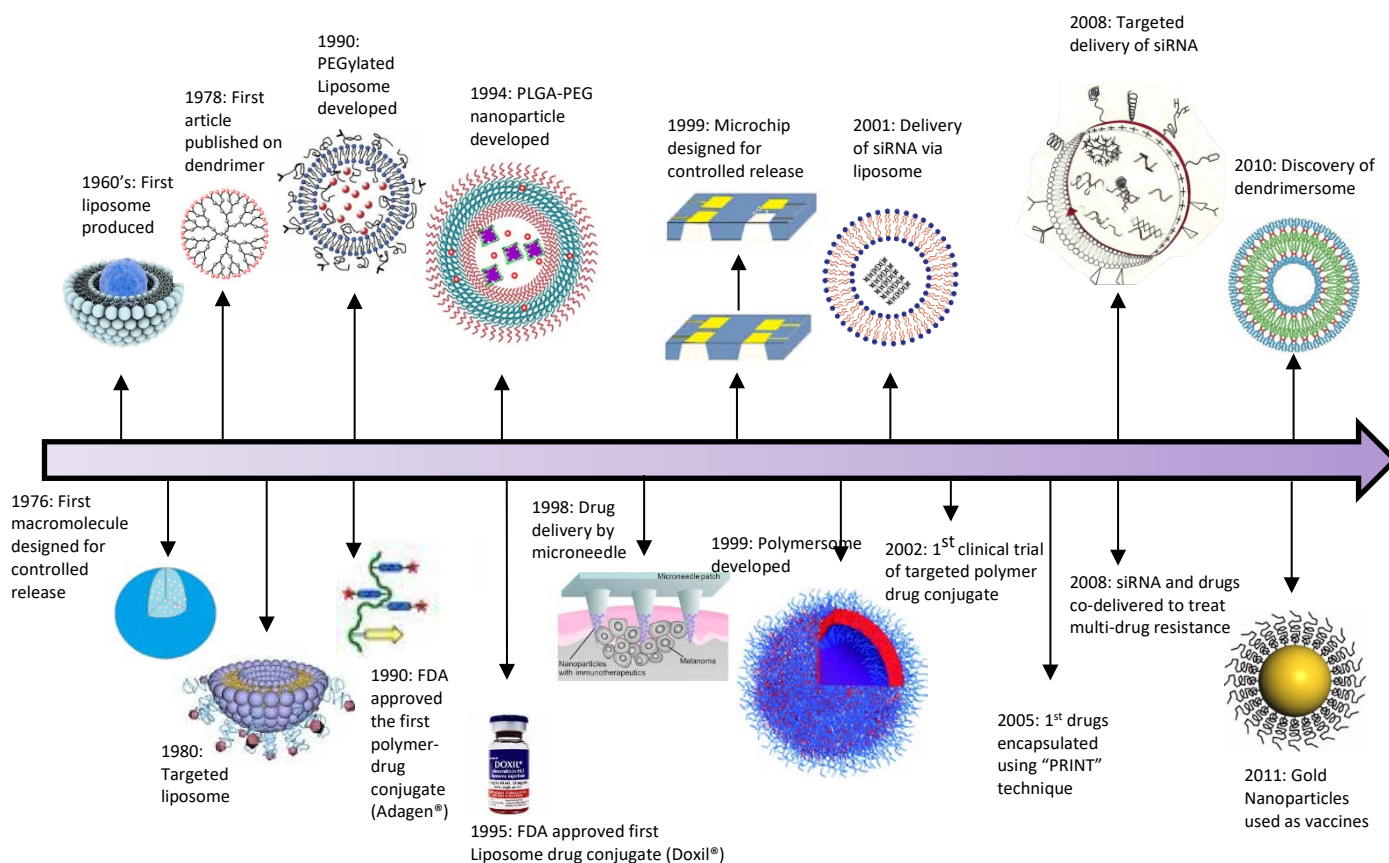 1960's: First
liposome
produced
1978: First
article
published on
dendrimer
1990:
PEGylated
Liposome
developed
1994: PLGA-PEG
nanoparticle
developed
1999: Microchip
designed for
controlled release
2001: Delivery
of siRNA via
liposome
2008: Targeted
delivery of siRNA
2010: Discovery of
dendrimersome
1976: First
macromolecule
designed for
controlled
release
1980:
Targeted
liposome
1990: FDA
approved
the first
polymer-
drug
conjugate
(Adagen®)
DOXIL®
1995: FDA approved first
Liposome drug conjugate (Doxil®)
1998: Drug
delivery by
microneedle
Microneedle patch
Nanoparticles
with immunotherapeutics
Melanoma
1999: Polymersome
developed
2002: 1st clinical trial
of targeted polymer
drug conjugate
2005: 1st drugs
encapsulated
using “PRINT”
technique
2008: siRNA and drugs
co-delivered to treat
multi-drug resistance
2011: Gold
Nanoparticles
used as vaccines